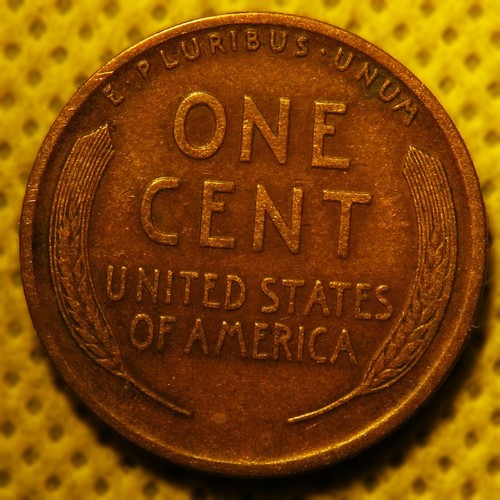 E · PLURIBUS · UNUM
ONE
CENT
UNITED STATES
OF AMERICA